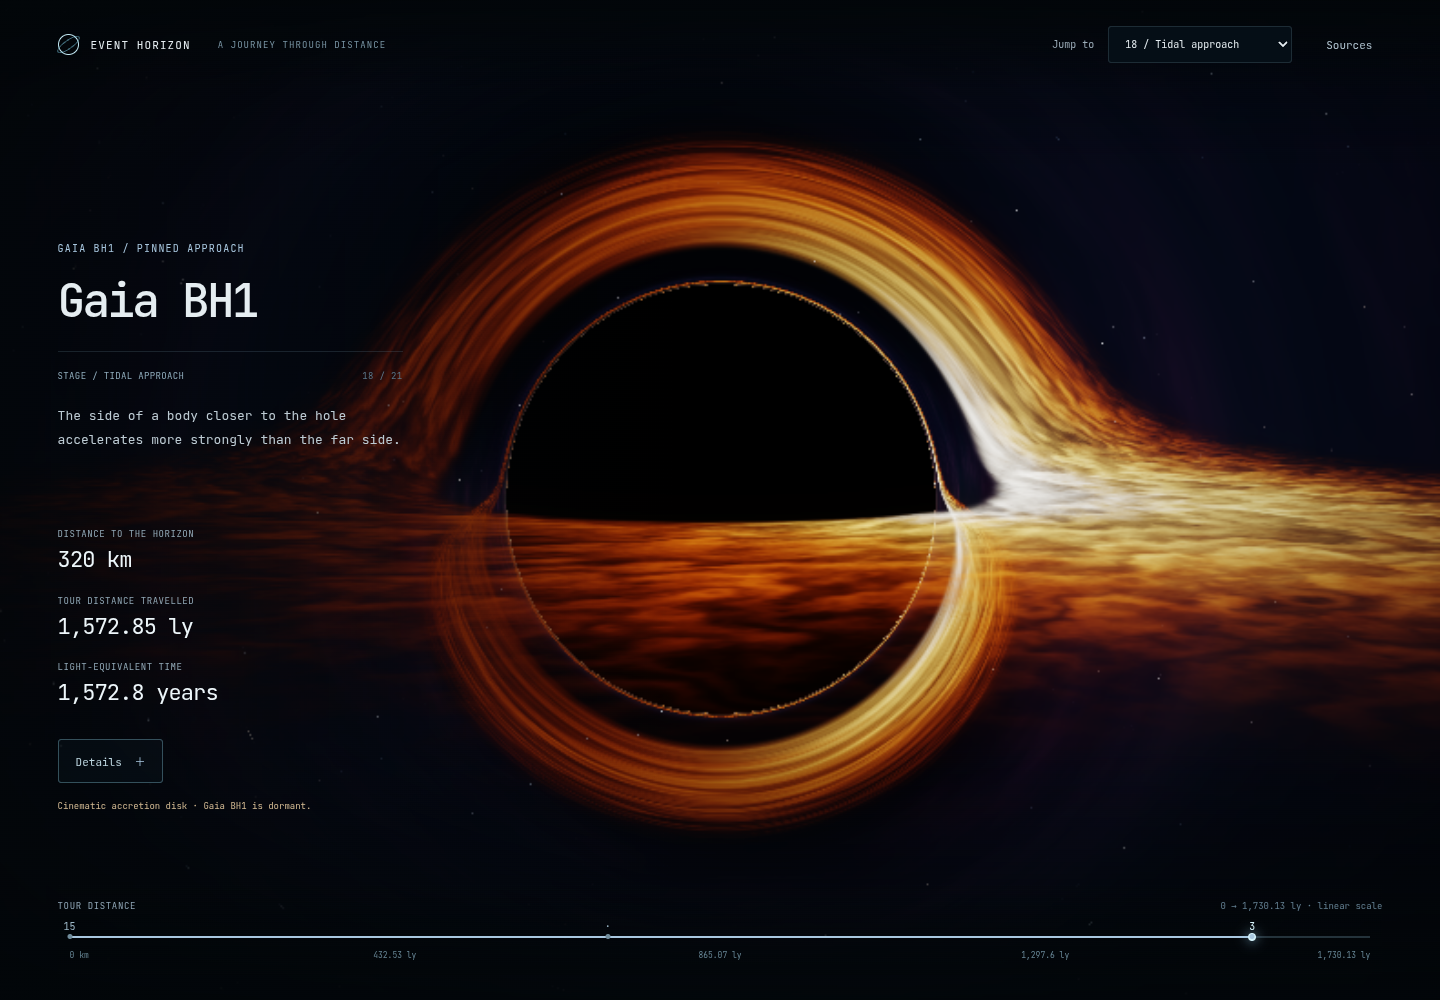 EVENT HORIZON
A JOURNEY THROUGH DISTANCE
Jump to
18 / Tidal approach
Sources
GAIA BH1 / PINNED APPROACH
Gaia BH1
STAGE / TIDAL APPROACH
18 / 21
The side of a body closer to the hole
accelerates more strongly than the far side.
DISTANCE TO THE HORIZON
320 km
TOUR DISTANCE TRAVELLED
1,572.85 ly
LIGHT-EQUIVALENT TIME
1,572.8 years
Details +
Cinematic accretion disk · Gaia BH1 is dormant.
TOUR DISTANCE
0 → 1,730.13 ly · linear scale
15 · 3
0 km 432.53 ly 865.07 ly 1,297.6 ly 1,730.13 ly